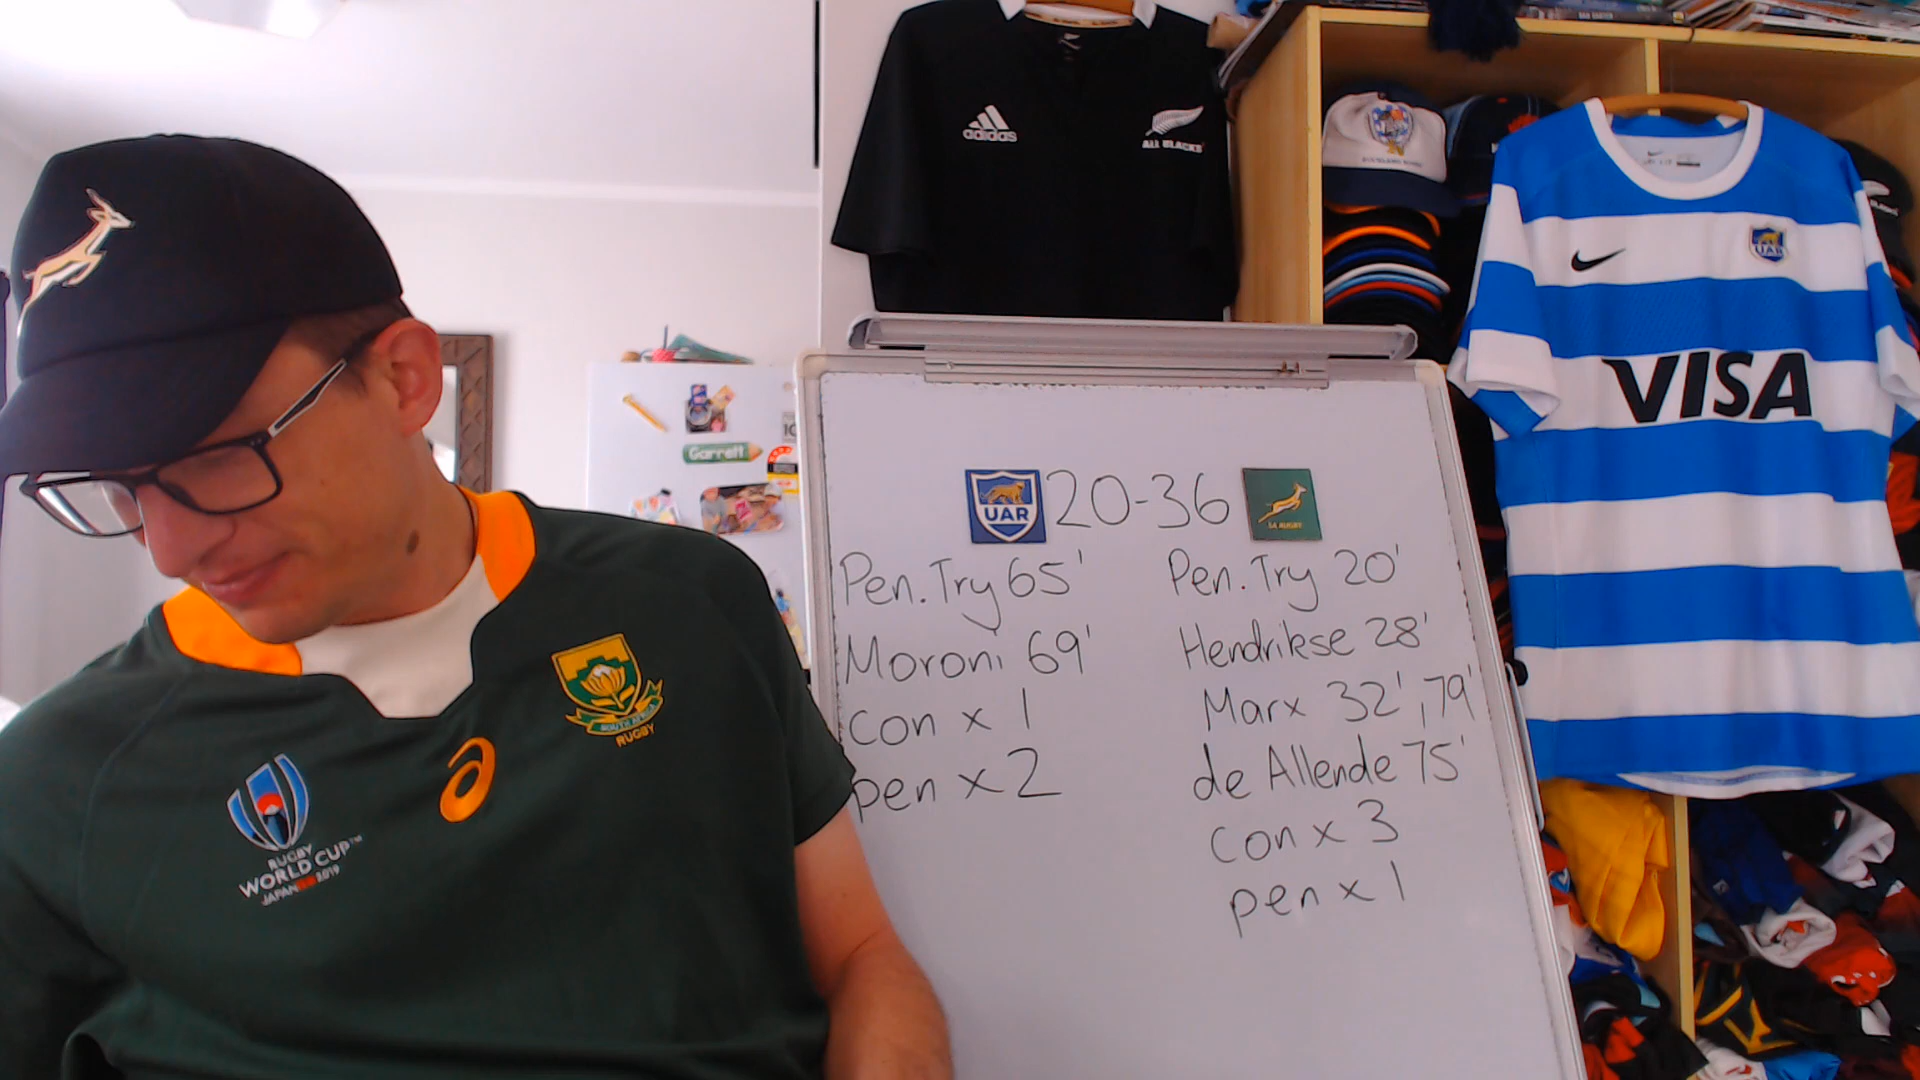 adidas
ALL BLACKS
UAR
VISA
Garrett
UAR 20-36 SA RUGBY
Pen. Try 65'
Moroni 69'
con x 1
pen x 2
Pen. Try 20'
Hendrikse 28'
Marx 32', 79'
de Allende 75'
con x 3
pen x 1
SOUTH AFRICA
RUGBY
RUGBY
WORLD CUP™
JAPAN 2019